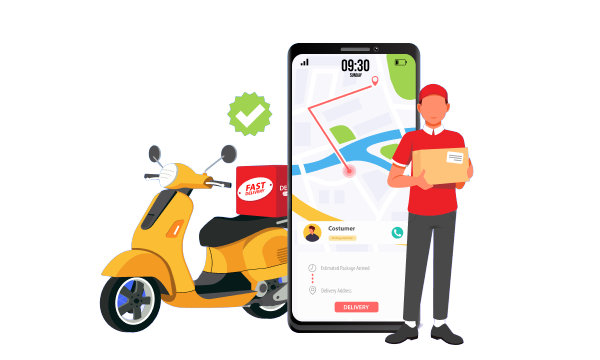 09:30
SUNDAY
FAST
DELIVERY
DE
Costumer
Estimated Package Arrived
Delivery Address
DELIVERY